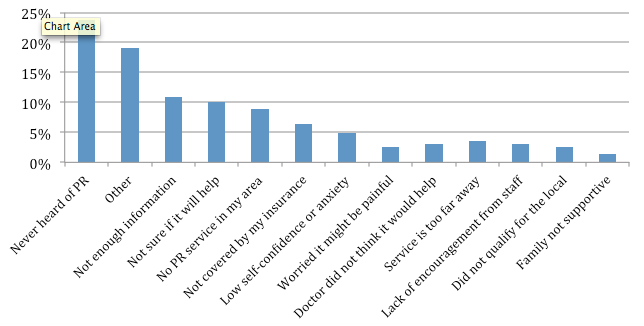 25%
Chart Area
20%
15%
10%
5%
0%
Never heard of PR
Other
Not enough information
Not sure if it will help
No PR service in my area
Not covered by my insurance
Low self-confidence or anxiety
Worried it might be painful
Doctor did not think it would help
Service is too far away
Lack of encouragement from staff
Did not qualify for the local
Family not supportive